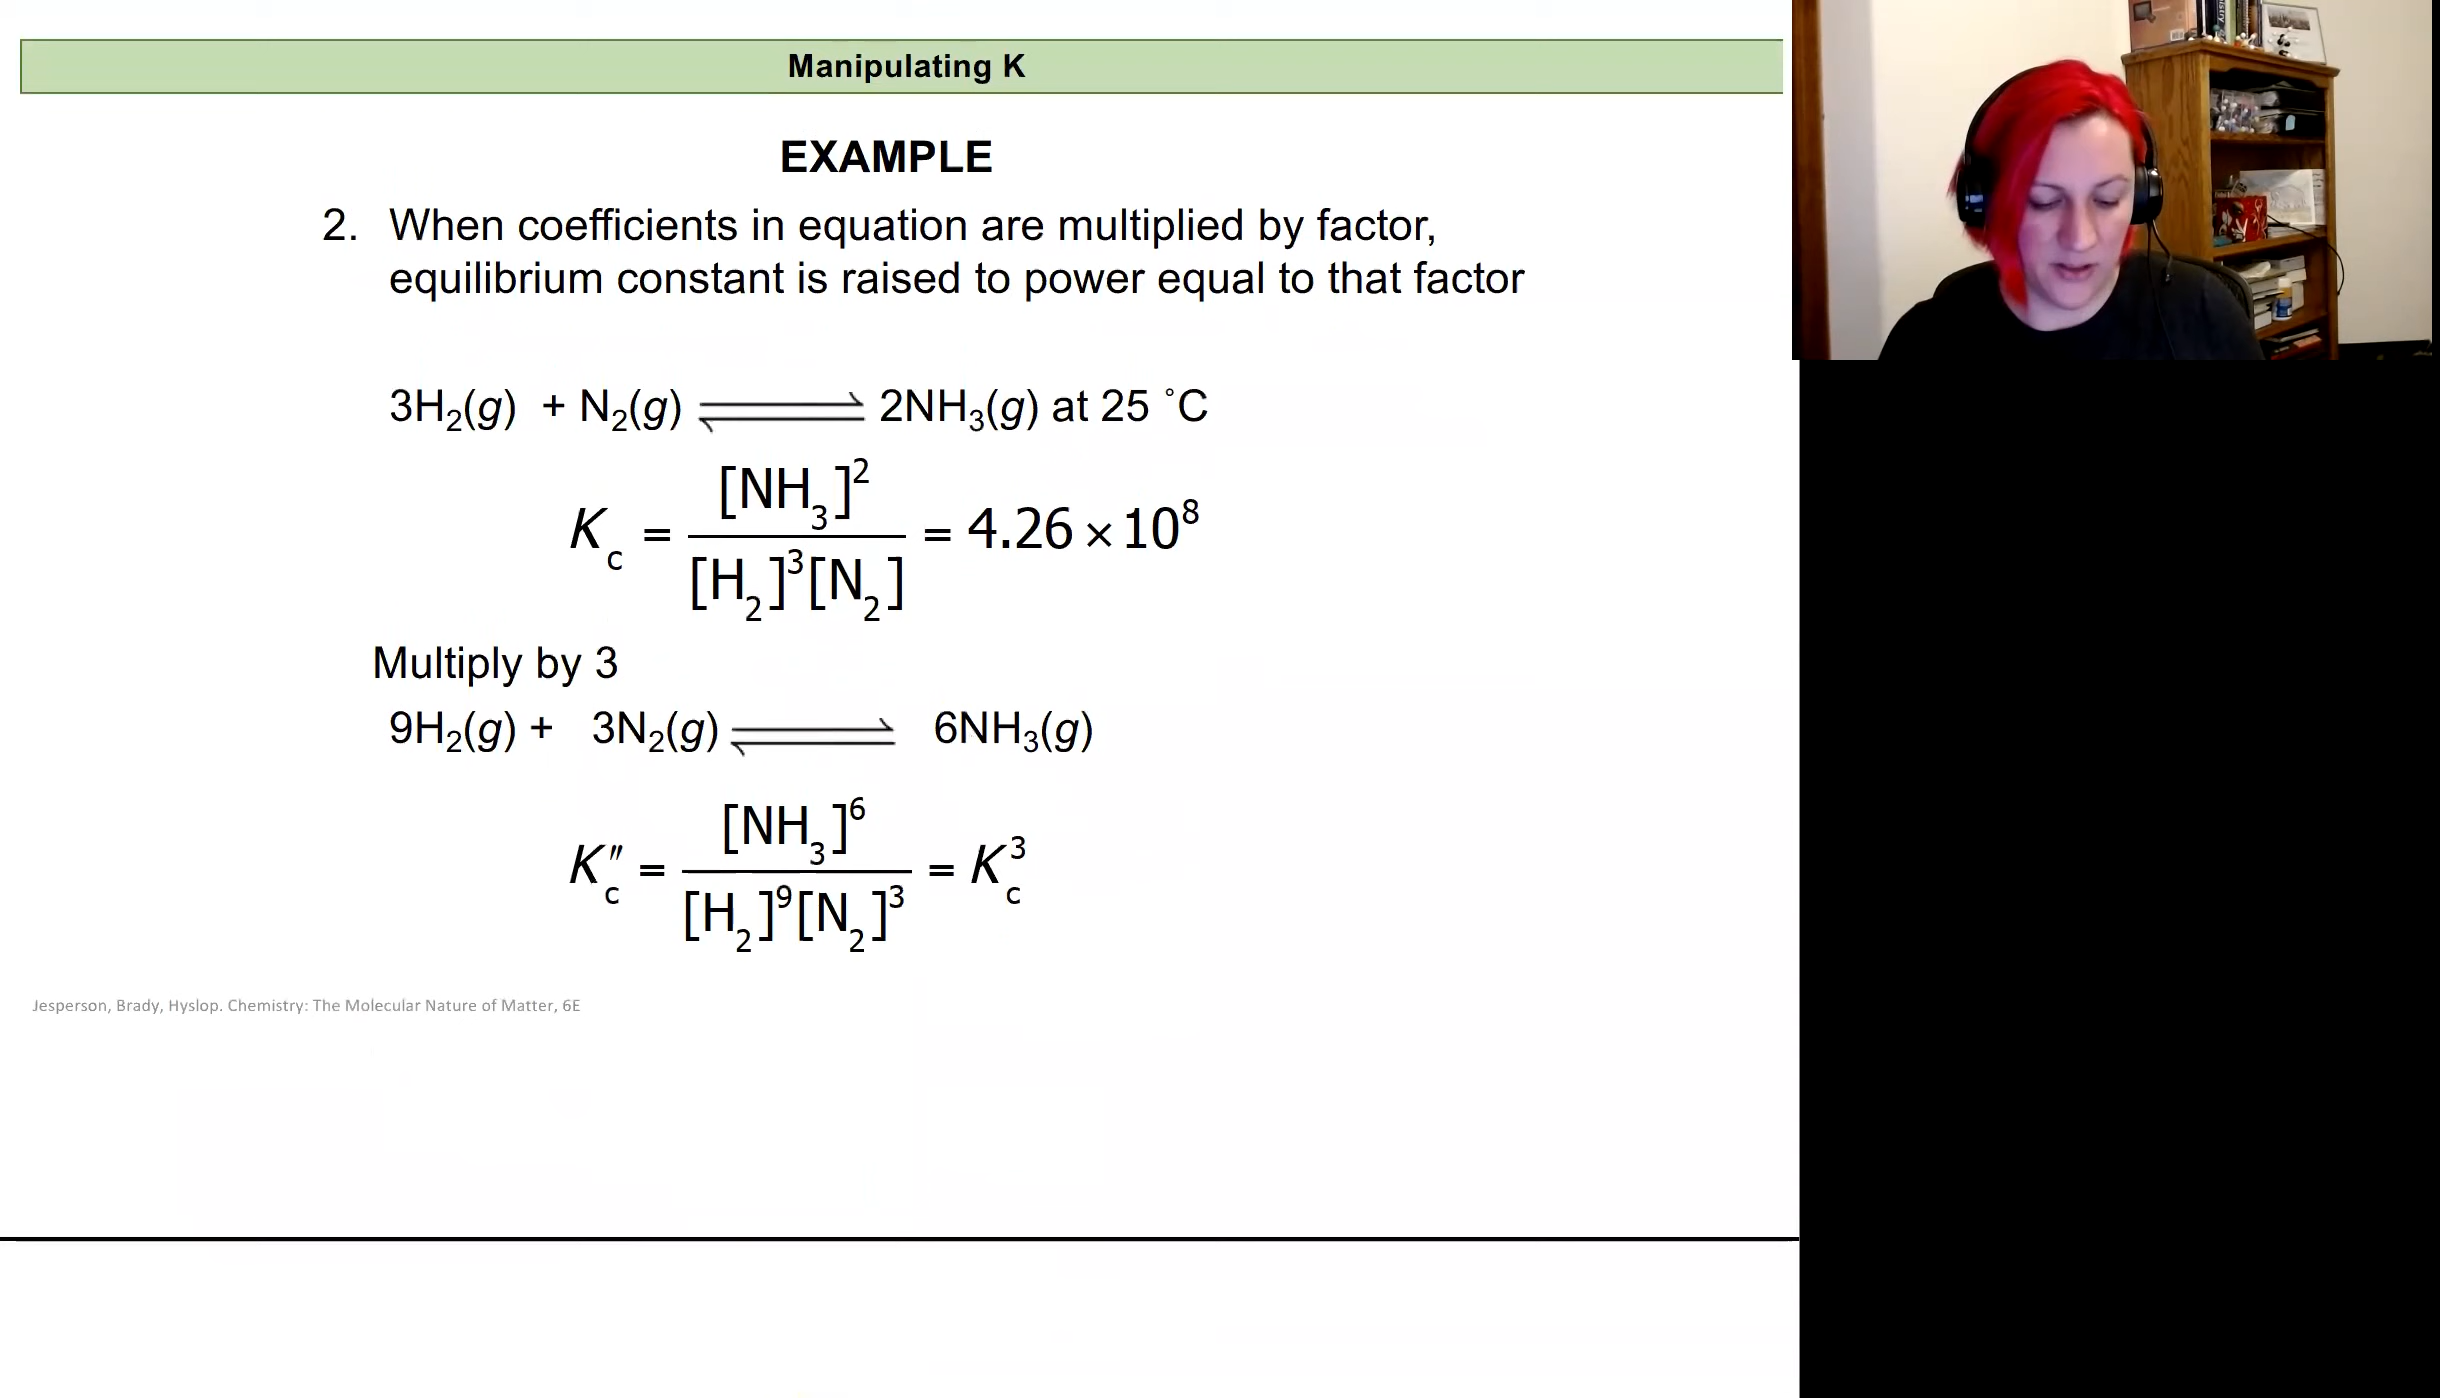 Manipulating K
EXAMPLE
2. When coefficients in equation are multiplied by factor,
equilibrium constant is raised to power equal to that factor
3H₂(g) + N₂(g) ⇌ 2NH₃(g) at 25 ˚C
K_c = [NH₃]² / [H₂]³[N₂] = 4.26 × 10⁸
Multiply by 3
9H₂(g) + 3N₂(g) ⇌ 6NH₃(g)
K″_c = [NH₃]⁶ / [H₂]⁹[N₂]³ = K_c³
Jesperson, Brady, Hyslop. Chemistry: The Molecular Nature of Matter, 6E